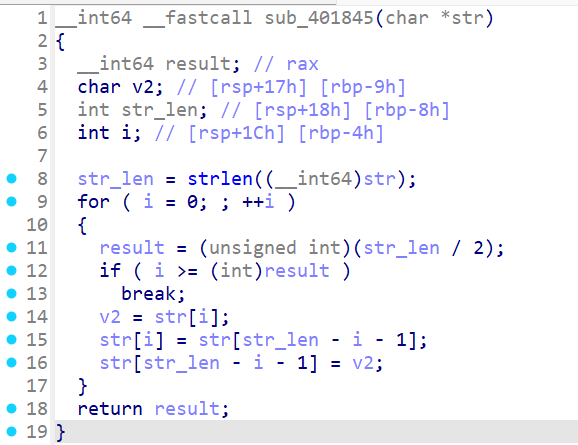 1 __int64 __fastcall sub_401845(char *str)
2 {
3   __int64 result; // rax
4   char v2; // [rsp+17h] [rbp-9h]
5   int str_len; // [rsp+18h] [rbp-8h]
6   int i; // [rsp+1Ch] [rbp-4h]
7
8   str_len = strlen((__int64)str);
9   for ( i = 0; ; ++i )
10   {
11     result = (unsigned int)(str_len / 2);
12     if ( i >= (int)result )
13       break;
14     v2 = str[i];
15     str[i] = str[str_len - i - 1];
16     str[str_len - i - 1] = v2;
17   }
18   return result;
19 }